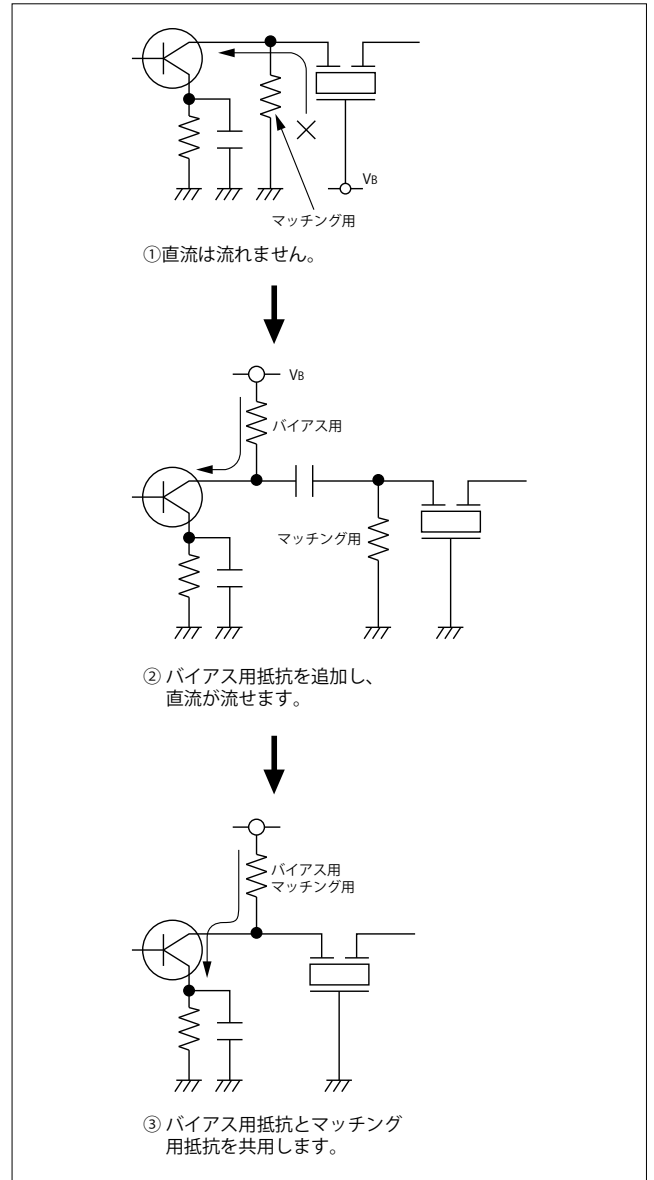 VB
マッチング用
①直流は流れません。
VB
バイアス用
マッチング用
② バイアス用抵抗を追加し、
直流が流せます。
バイアス用
マッチング用
③ バイアス用抵抗とマッチング
用抵抗を共用します。